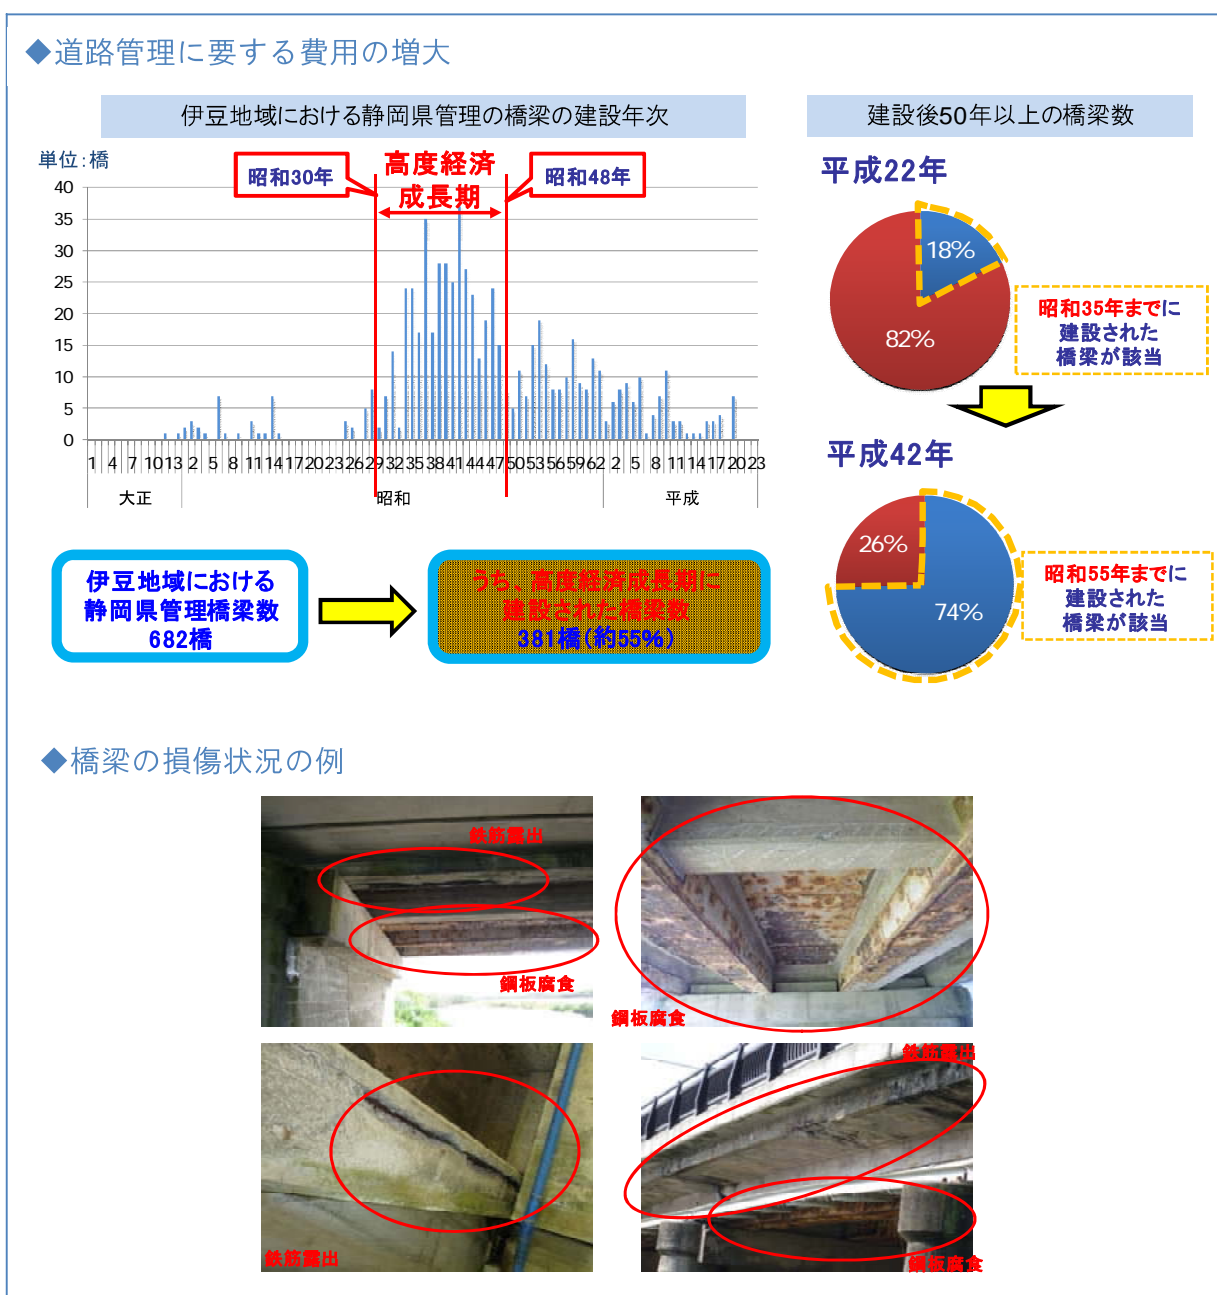 ◆道路管理に要する費用の増大
伊豆地域における静岡県管理の橋梁の建設年次
建設後50年以上の橋梁数
単位：橋
昭和30年
高度経済
成長期
昭和48年
40
35
30
25
20
15
10
5
0
1 4 7 10 13 2 5 8 11 14 17 20 23 26 29 32 35 38 41 44 47 50 53 56 59 62 2 5 8 11 14 17 20 23
大正 昭和 平成
平成22年
18%
82%
昭和35年までに
建設された
橋梁が該当
平成42年
26%
74%
昭和55年までに
建設された
橋梁が該当
伊豆地域における
静岡県管理橋梁数
682橋
うち、高度経済成長期に
建設された橋梁数
381橋（約55%）
◆橋梁の損傷状況の例
鉄筋露出
鋼板腐食
鋼板腐食
鉄筋露出
鉄筋露出
鋼板腐食